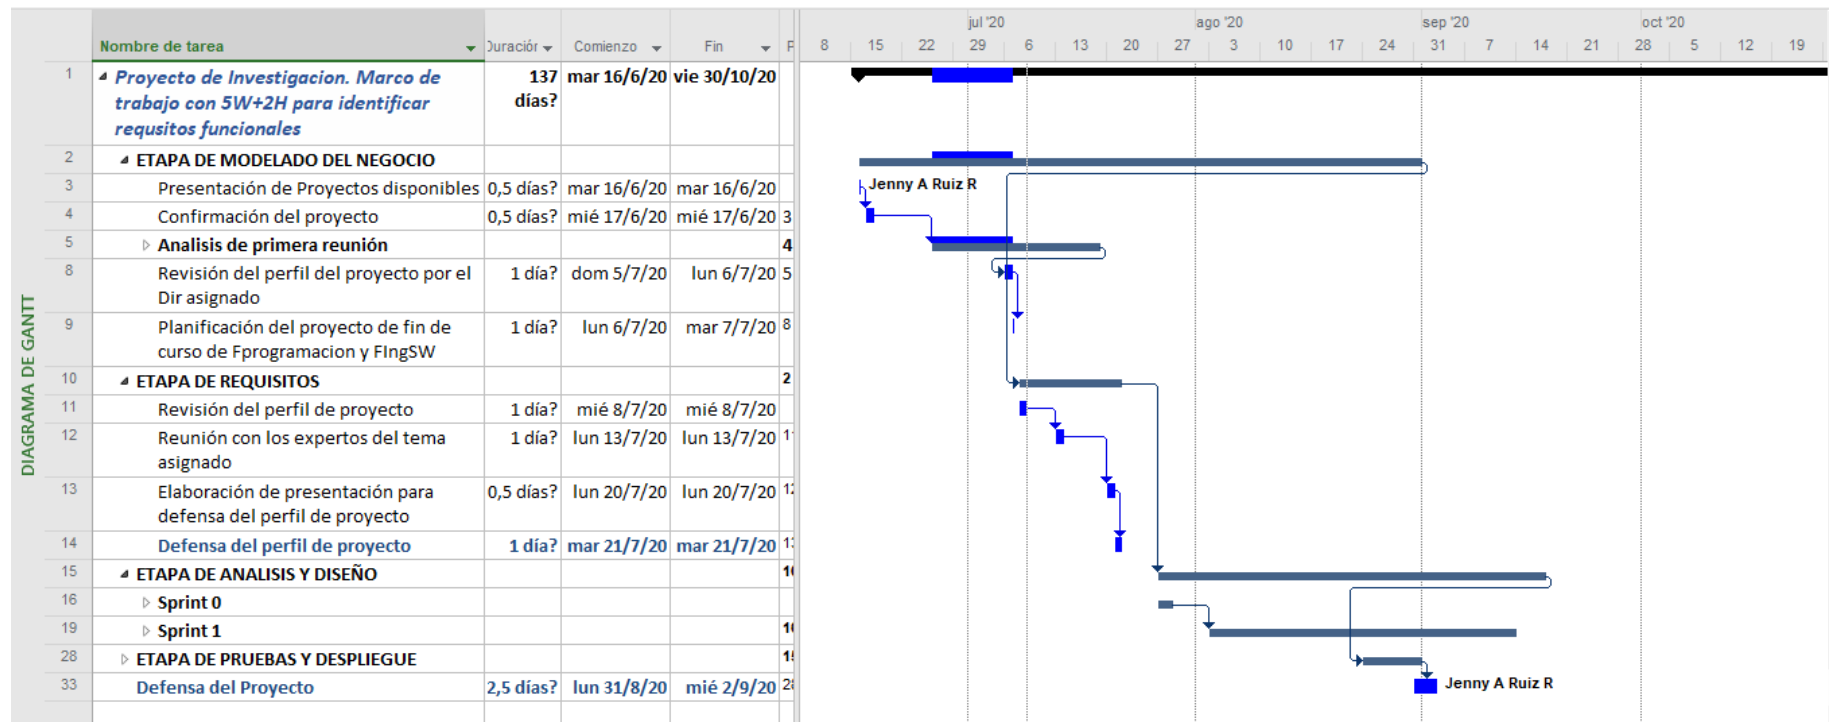 jul '20 ago '20 sep '20 oct '20
Nombre de tarea Duración Comienzo Fin P 8 15 22 29 6 13 20 27 3 10 17 24 31 7 14 21 28 5 12 19
1 Proyecto de Investigacion. Marco de 137 mar 16/6/20 vie 30/10/20
trabajo con 5W+2H para identificar días?
requsitos funcionales
2 ETAPA DE MODELADO DEL NEGOCIO
3 Presentación de Proyectos disponibles 0,5 días? mar 16/6/20 mar 16/6/20 Jenny A Ruiz R
4 Confirmación del proyecto 0,5 días? mié 17/6/20 mié 17/6/20 3
5 Analisis de primera reunión 4
8 Revisión del perfil del proyecto por el 1 día? dom 5/7/20 lun 6/7/20 5
Dir asignado
9 Planificación del proyecto de fin de 1 día? lun 6/7/20 mar 7/7/20 8
curso de Fprogramacion y FIngSW
10 ETAPA DE REQUISITOS 2
11 Revisión del perfil de proyecto 1 día? mié 8/7/20 mié 8/7/20
12 Reunión con los expertos del tema 1 día? lun 13/7/20 lun 13/7/20
asignado
13 Elaboración de presentación para 0,5 días? lun 20/7/20 lun 20/7/20 12
defensa del perfil de proyecto
14 Defensa del perfil de proyecto 1 día? mar 21/7/20 mar 21/7/20
15 ETAPA DE ANALISIS Y DISEÑO
16 Sprint 0
19 Sprint 1
28 ETAPA DE PRUEBAS Y DESPLIEGUE
33 Defensa del Proyecto 2,5 días? lun 31/8/20 mié 2/9/20 Jenny A Ruiz R
DIAGRAMA DE GANTT